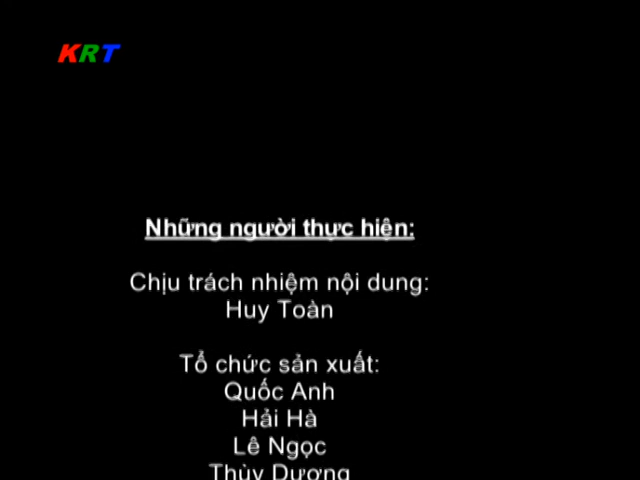 KRT
Những người thực hiện:
Chịu trách nhiệm nội dung:
Huy Toàn
Tổ chức sản xuất:
Quốc Anh
Hải Hà
Lê Ngọc
Thùy Dương